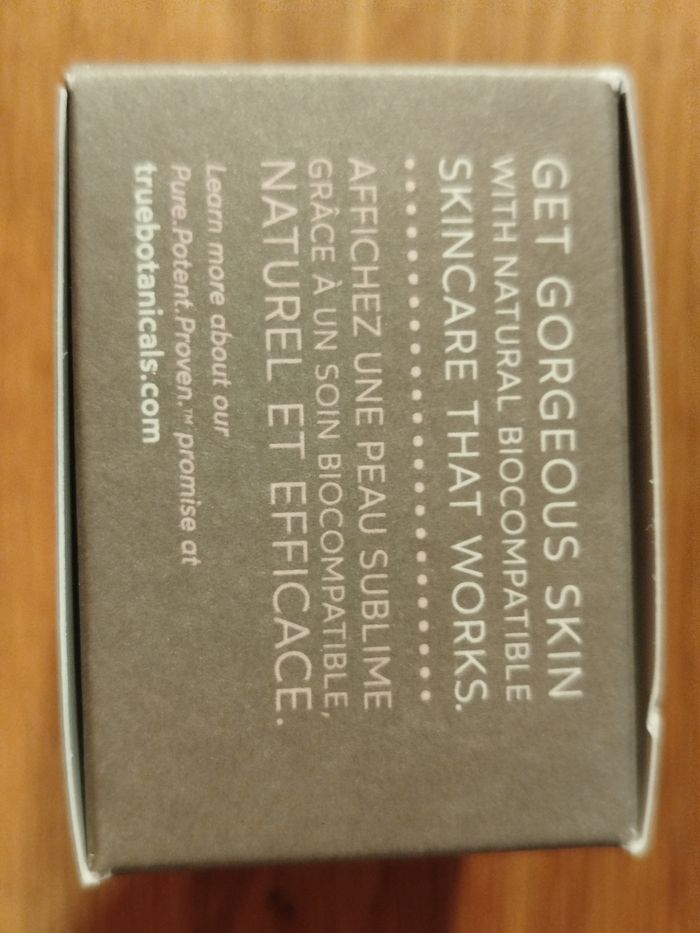 GET GORGEOUS SKIN
WITH NATURAL BIOCOMPATIBLE
SKINCARE THAT WORKS.
AFFICHEZ UNE PEAU SUBLIME
GRÂCE À UN SOIN BIOCOMPATIBLE,
NATUREL ET EFFICACE.
Learn more about our
Pure.Potent.Proven.™ promise at
truebotanicals.com